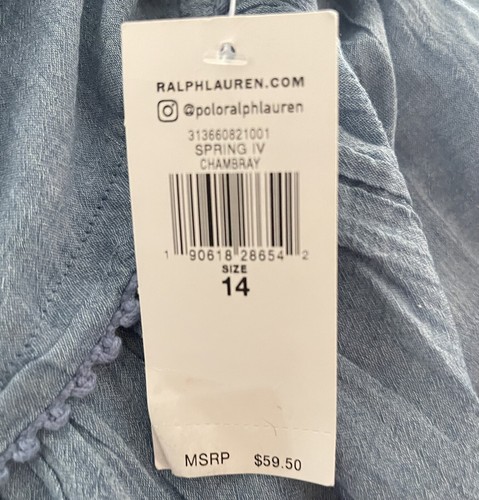 RALPHLAUREN.COM
@poloralphlauren
313660821001
SPRING IV
CHAMBRAY
1 90618 28654 2
SIZE
14
MSRP $59.50